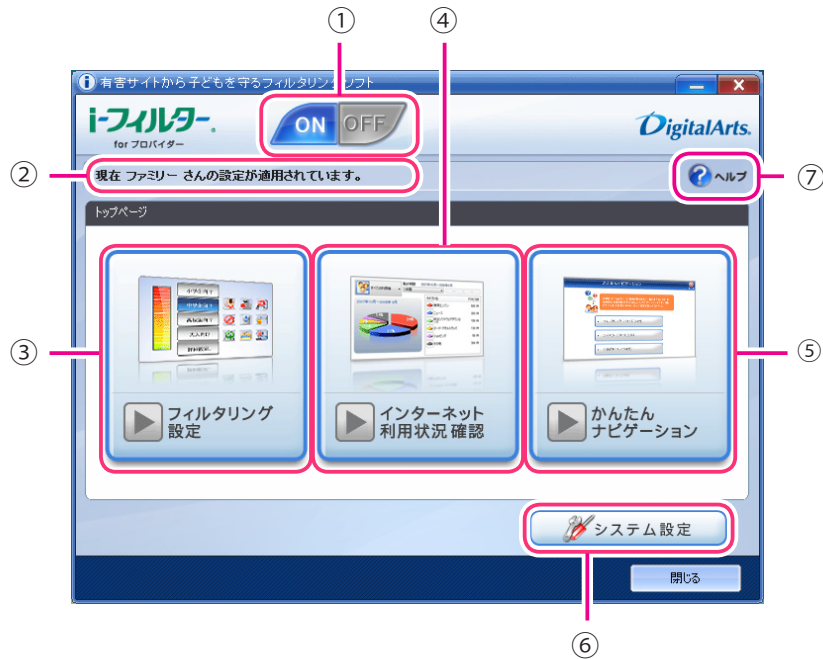 ① ④
有害サイトから子どもを守るフィルタリングソフト
i-フィルター.
for プロバイダー
ON OFF
DigitalArts.
② 現在 ファミリー さんの設定が適用されています。
ヘルプ ⑦
トップページ
③
⑤
フィルタリング
設定
インターネット
利用状況 確認
かんたん
ナビゲーション
システム設定
閉じる
⑥